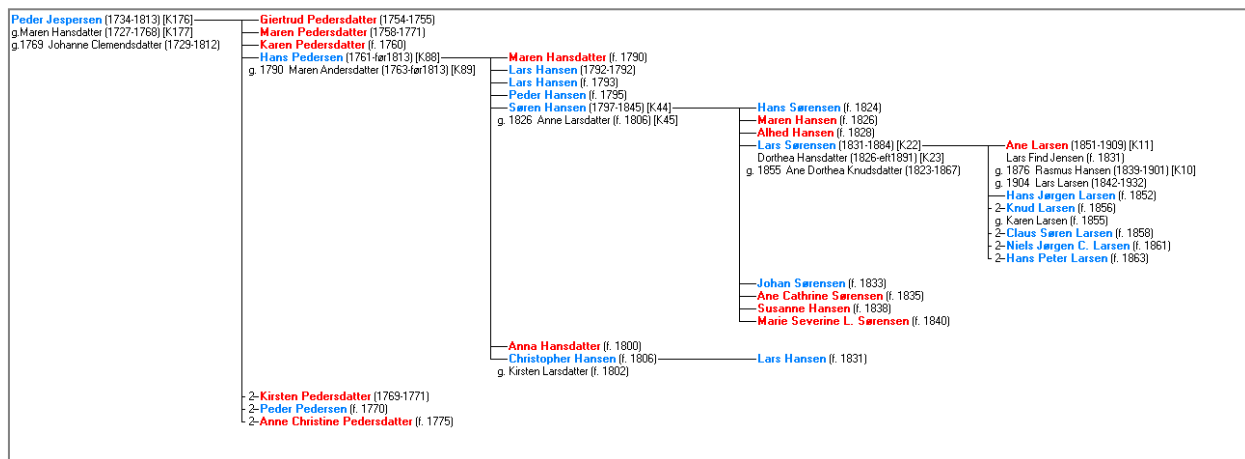 Peder Jespersen (1734-1813) [K176]
g.Maren Hansdatter (1727-1768) [K177]
g.1769 Johanne Clemendsdatter (1729-1812)
Giertrud Pedersdatter (1754-1755)
Maren Pedersdatter (1758-1771)
Karen Pedersdatter (f. 1760)
Hans Pedersen (1761-før1813) [K88]
g. 1790 Maren Andersdatter (1763-før1813) [K89]
Maren Hansdatter (f. 1790)
Lars Hansen (1792-1792)
Lars Hansen (f. 1793)
Peder Hansen (f. 1795)
Søren Hansen (1797-1845) [K44]
g. 1826 Anne Larsdatter (f. 1806) [K45]
Hans Sørensen (f. 1824)
Maren Hansen (f. 1826)
Alhed Hansen (f. 1828)
Lars Sørensen (1831-1884) [K22]
Dorthea Hansdatter (1826-eft1891) [K23]
g. 1855 Ane Dorthea Knudsdatter (1823-1867)
Ane Larsen (1851-1909) [K11]
Lars Find Jensen (f. 1831)
g. 1876 Rasmus Hansen (1839-1901) [K10]
g. 1904 Lars Larsen (1842-1932)
Hans Jørgen Larsen (f. 1852)
2 Knud Larsen (f. 1856)
g. Karen Larsen (f. 1855)
2 Claus Søren Larsen (f. 1858)
2 Niels Jørgen C. Larsen (f. 1861)
2 Hans Peter Larsen (f. 1863)
Johan Sørensen (f. 1833)
Ane Cathrine Sørensen (f. 1835)
Susanne Hansen (f. 1838)
Marie Severine L. Sørensen (f. 1840)
Anna Hansdatter (f. 1800)
Christopher Hansen (f. 1806)
g. Kirsten Larsdatter (f. 1802)
Lars Hansen (f. 1831)
2 Kirsten Pedersdatter (1769-1771)
2 Peder Pedersen (f. 1770)
2 Anne Christine Pedersdatter (f. 1775)